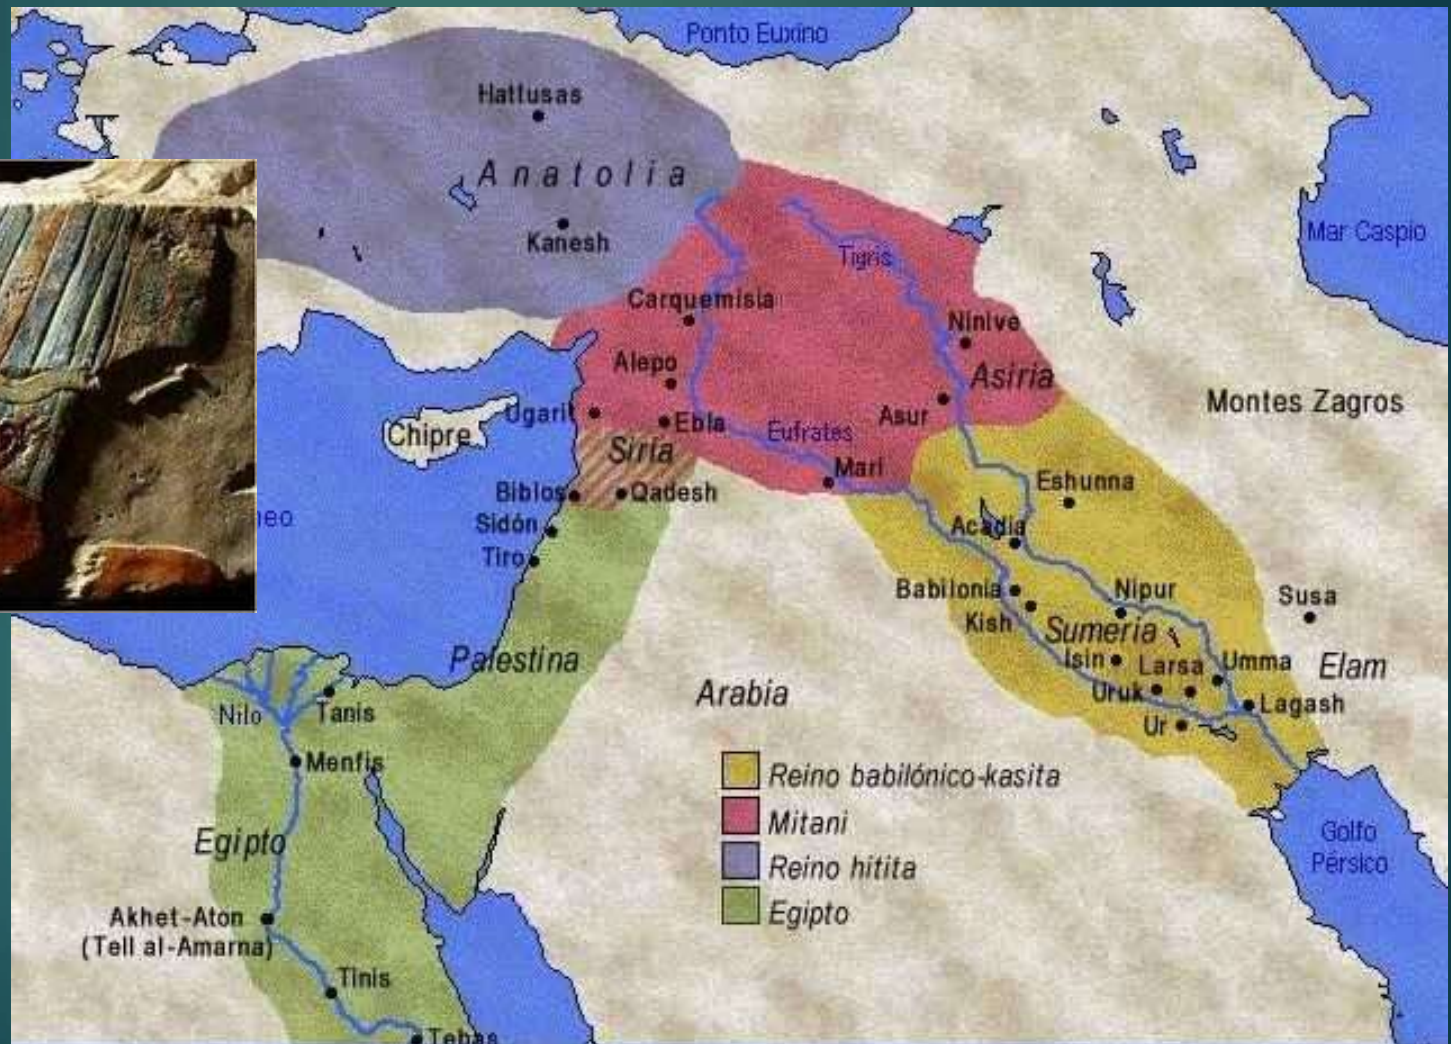 Ponto Euxino
Hattusas
Anatolia
Kanesh
Mar Caspio
Tigris
Carquemisia
Ninive
Alepo
Asiria
Montes Zagros
Ugarit
Asur
Chipre
Ebla
Eufrates
Siria
Mari
Eshunna
Biblos
Qadesh
Sidón
Acadia
Tiro
Babilonia
Nipur
Susa
Kish
Sumeria
Palestina
Isin
Larsa
Umma
Elam
Arabia
Uruk
Lagash
Nilo
Tanis
Ur
Menfis
Reino babilónico-kasita
Mitani
Reino hitita
Egipto
Egipto
Golfo
Pérsico
Akhet-Aton
(Tell al-Amarna)
Tinis
Tebas